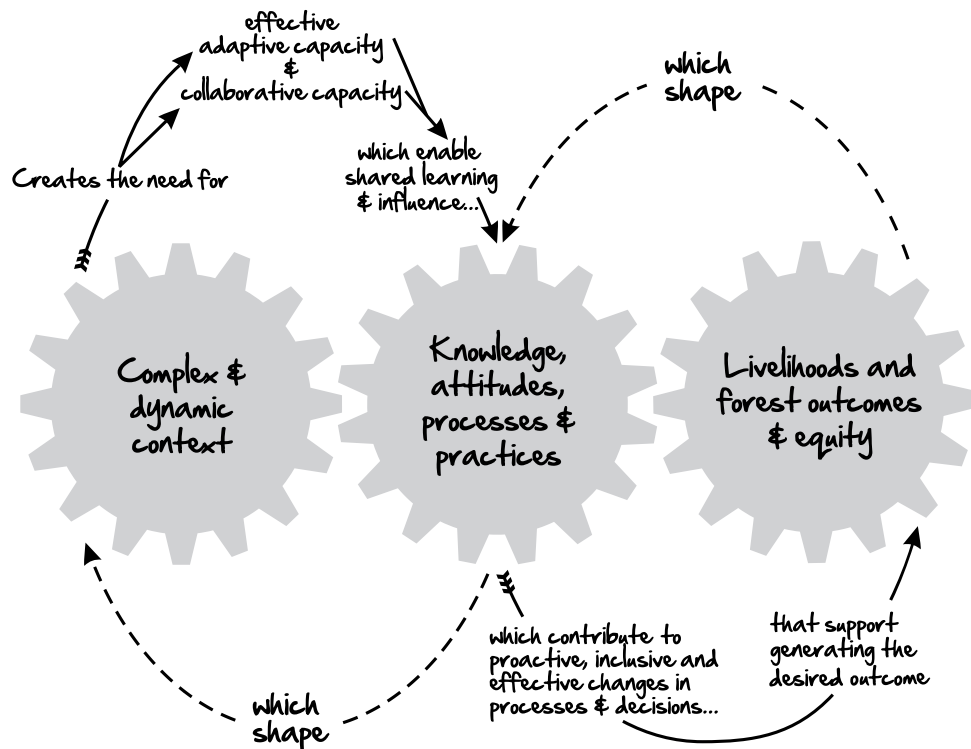 effective
adaptive capacity
&
collaborative capacity
which
shape
Creates the need for
which enable
shared learning
& influence...
Complex &
dynamic
context
Knowledge,
attitudes,
processes &
practices
Livelihoods and
forest outcomes
& equity
which
shape
which contribute to
proactive, inclusive and
effective changes in
processes & decisions...
that support
generating the
desired outcome